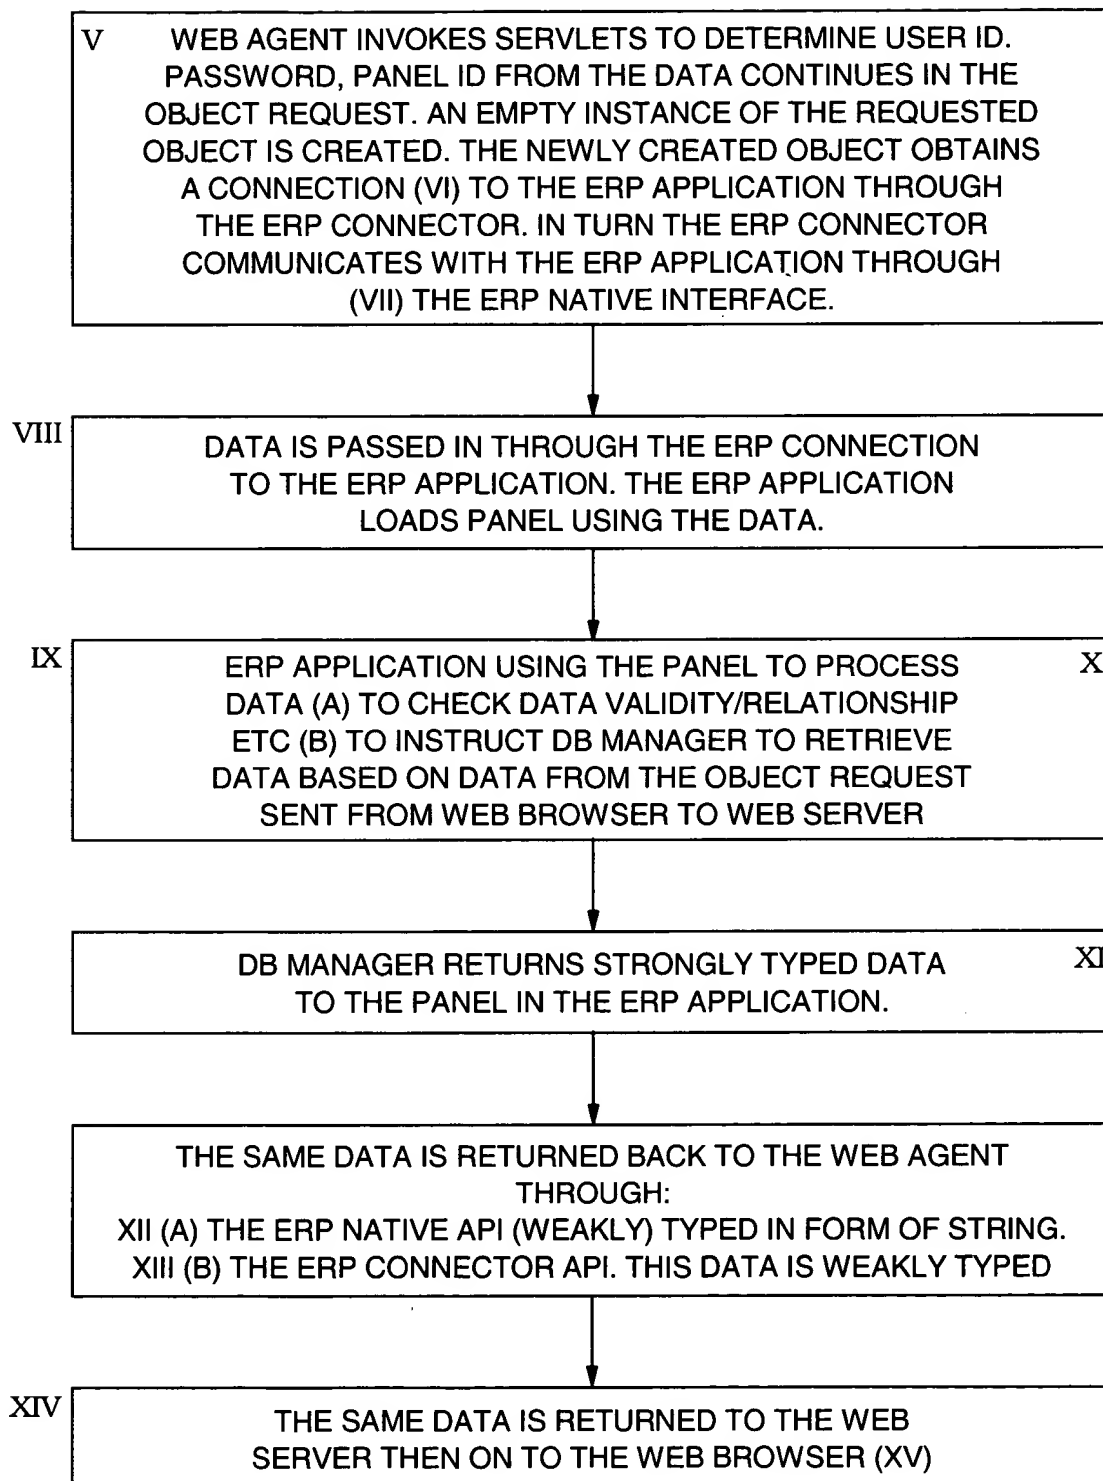 V WEB AGENT INVOKES SERVLETS TO DETERMINE USER ID.
PASSWORD, PANEL ID FROM THE DATA CONTINUES IN THE
OBJECT REQUEST. AN EMPTY INSTANCE OF THE REQUESTED
OBJECT IS CREATED. THE NEWLY CREATED OBJECT OBTAINS
A CONNECTION (VI) TO THE ERP APPLICATION THROUGH
THE ERP CONNECTOR. IN TURN THE ERP CONNECTOR
COMMUNICATES WITH THE ERP APPLICATION THROUGH
(VII) THE ERP NATIVE INTERFACE.
VIII
DATA IS PASSED IN THROUGH THE ERP CONNECTION
TO THE ERP APPLICATION. THE ERP APPLICATION
LOADS PANEL USING THE DATA.
IX ERP APPLICATION USING THE PANEL TO PROCESS X
DATA (A) TO CHECK DATA VALIDITY/RELATIONSHIP
ETC (B) TO INSTRUCT DB MANAGER TO RETRIEVE
DATA BASED ON DATA FROM THE OBJECT REQUEST
SENT FROM WEB BROWSER TO WEB SERVER
DB MANAGER RETURNS STRONGLY TYPED DATA XI
TO THE PANEL IN THE ERP APPLICATION.
THE SAME DATA IS RETURNED BACK TO THE WEB AGENT
THROUGH:
XII (A) THE ERP NATIVE API (WEAKLY) TYPED IN FORM OF STRING.
XIII (B) THE ERP CONNECTOR API. THIS DATA IS WEAKLY TYPED
XIV THE SAME DATA IS RETURNED TO THE WEB
SERVER THEN ON TO THE WEB BROWSER (XV)